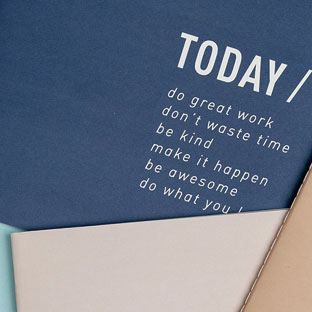 TODAY/
do great work
don't waste time
be kind
make it happen
be awesome
do what you